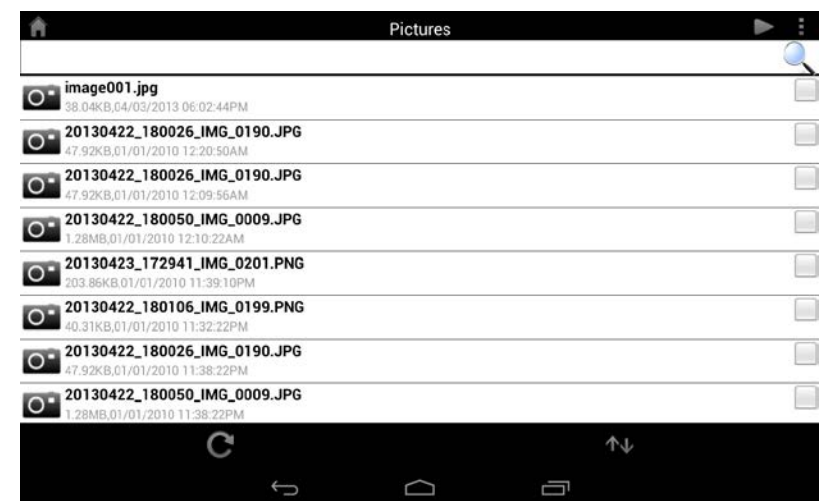 Pictures
image001.jpg
38.04KB,04/03/2013 06:02:44PM
20130422_180026_IMG_0190.JPG
47.92KB,01/01/2010 12:20:50AM
20130422_180026_IMG_0190.JPG
47.92KB,01/01/2010 12:09:56AM
20130422_180050_IMG_0009.JPG
1.28MB,01/01/2010 12:10:22AM
20130423_172941_IMG_0201.PNG
203.86KB,01/01/2010 11:39:10PM
20130422_180106_IMG_0199.PNG
40.31KB,01/01/2010 11:32:22PM
20130422_180026_IMG_0190.JPG
47.92KB,01/01/2010 11:38:22PM
20130422_180050_IMG_0009.JPG
1.28MB,01/01/2010 11:38:22PM